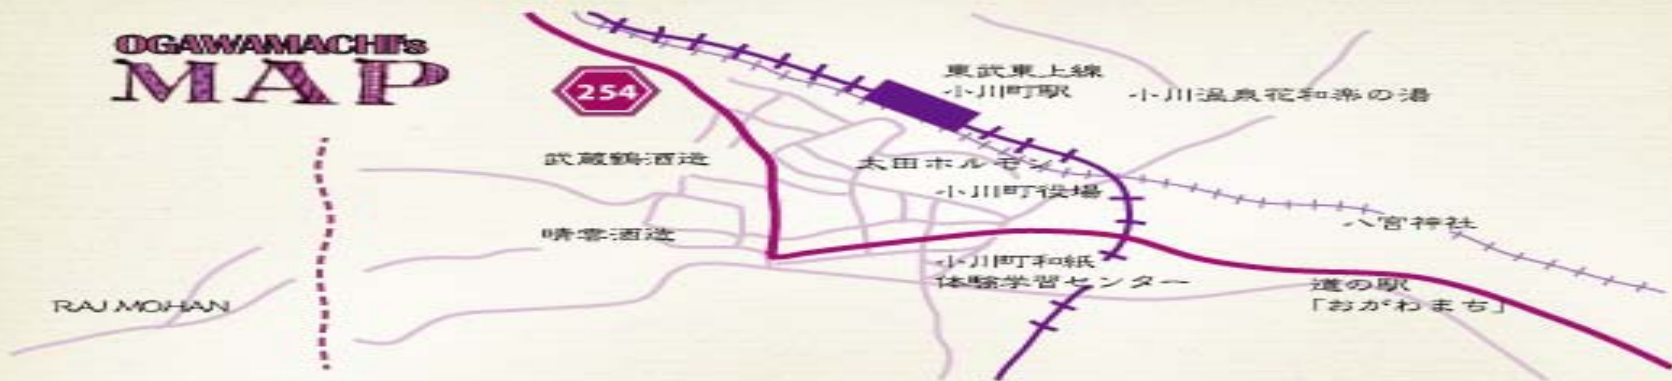 OGAWAMACHI's
MAP
254
東武東上線
小川町駅
小川温泉花和楽の湯
武蔵鶴酒造
太田ホルモン
小川町役場
晴雲酒造
八宮神社
小川町和紙
体験学習センター
道の駅
「おがわまち」
RAJ MOHAN